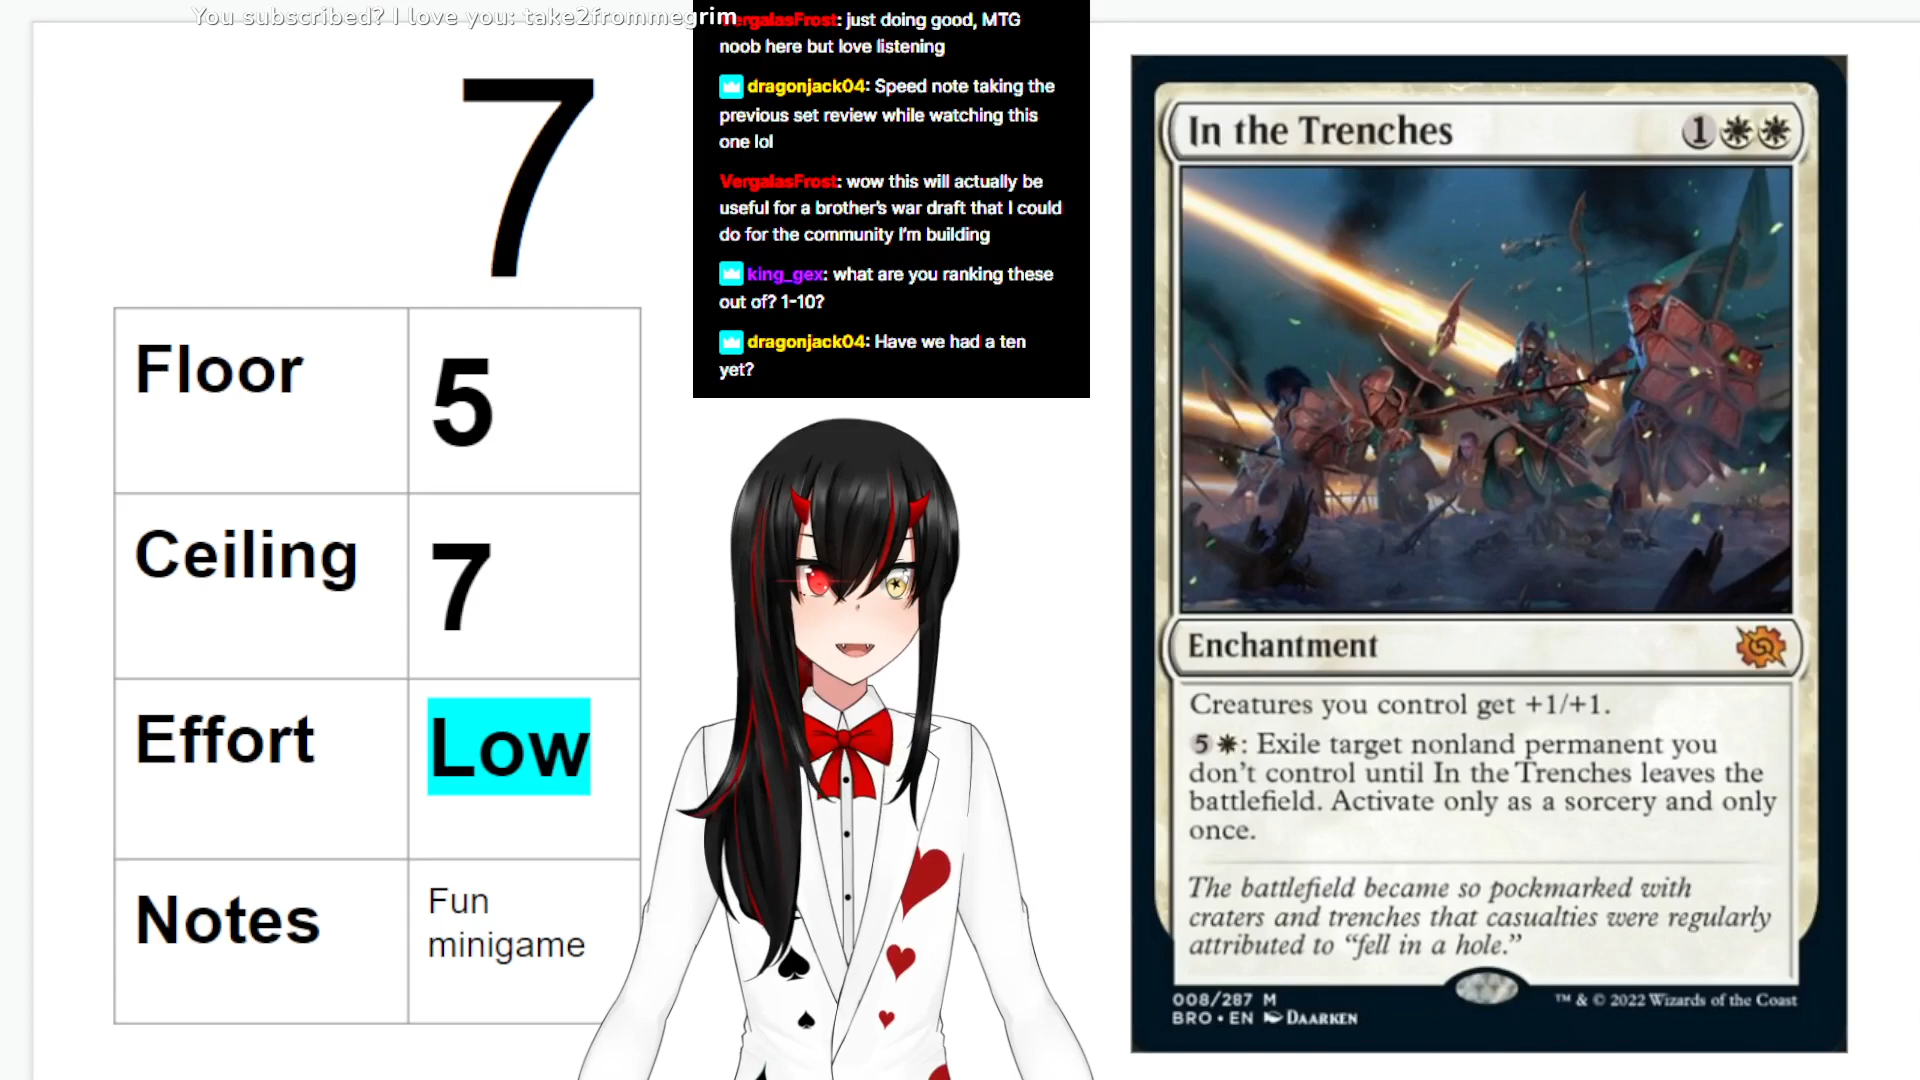 You subscribed? I love you: take2frommegrim
7
Floor
5
Ceiling
7
Effort
Low
Notes
Fun
minigame
VergalasFrost: just doing good, MTG
noob here but love listening
dragonjack04: Speed note taking the
previous set review while watching this
one lol
VergalasFrost: wow this will actually be
useful for a brother's war draft that I could
do for the community I'm building
king_gex: what are you ranking these
out of? 1-10?
dragonjack04: Have we had a ten
yet?
In the Trenches
1
Enchantment
Creatures you control get +1/+1.
5 : Exile target nonland permanent you
don't control until In the Trenches leaves the
battlefield. Activate only as a sorcery and only
once.
The battlefield became so pockmarked with
craters and trenches that casualties were regularly
attributed to “fell in a hole.”
008/287 M
BRO • EN DAARKEN
™ & © 2022 Wizards of the Coast